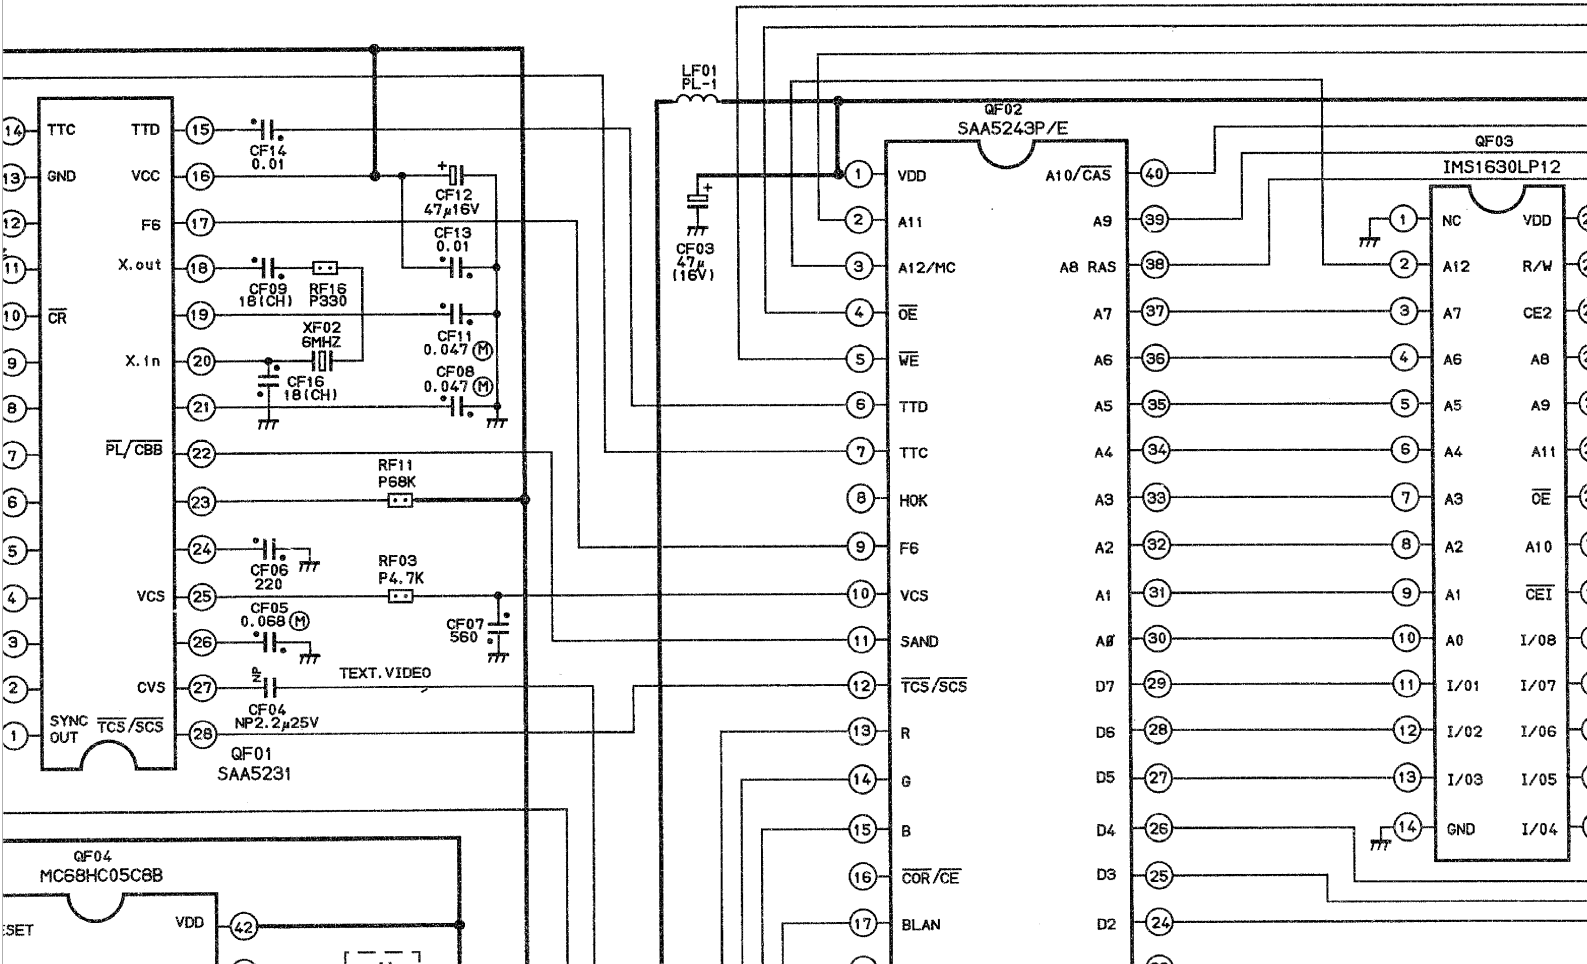 LF01
PL-1
QF02
SAA5243P/E
QF03
IMS1630LP12
14 TTC TTD 15
CF14
0.01
13 GND VCC 16
+
CF12
47μ16V
12 F6 17
CF13
0.01
11 X.out 18
CF09
18(CH)
RF16
P330
10 CR 19
CF11
0.047 M
XF02
6MHZ
9 X.in 20
CF16
18(CH)
CF08
0.047 M
8 21
7 PL/CBB 22
RF11
P68K
6 23
5 24
CF06
220
RF03
P4.7K
4 VCS 25
CF05
0.068 M
CF07
560
3 26
2 CVS 27
NP
TEXT.VIDEO
CF04
NP2.2μ25V
1 SYNC
OUT TCS/SCS 28
QF01
SAA5231
QF04
MC68HC05C8B
ESET VDD 42
+
CF03
47μ
(16V)
1 VDD A10/CAS 40
2 A11 A9 39
3 A12/MC A8 RAS 38
4 OE A7 37
5 WE A6 36
6 TTD A5 35
7 TTC A4 34
8 HOK A3 33
9 F6 A2 32
10 VCS A1 31
11 SAND A0 30
12 TCS/SCS D7 29
13 R D6 28
14 G D5 27
15 B D4 26
16 COR/CE D3 25
17 BLAN D2 24
1 NC VDD
2 A12 R/W
3 A7 CE2
4 A6 A8
5 A5 A9
6 A4 A11
7 A3 OE
8 A2 A10
9 A1 CEI
10 A0 I/08
11 I/01 I/07
12 I/02 I/06
13 I/03 I/05
14 GND I/04